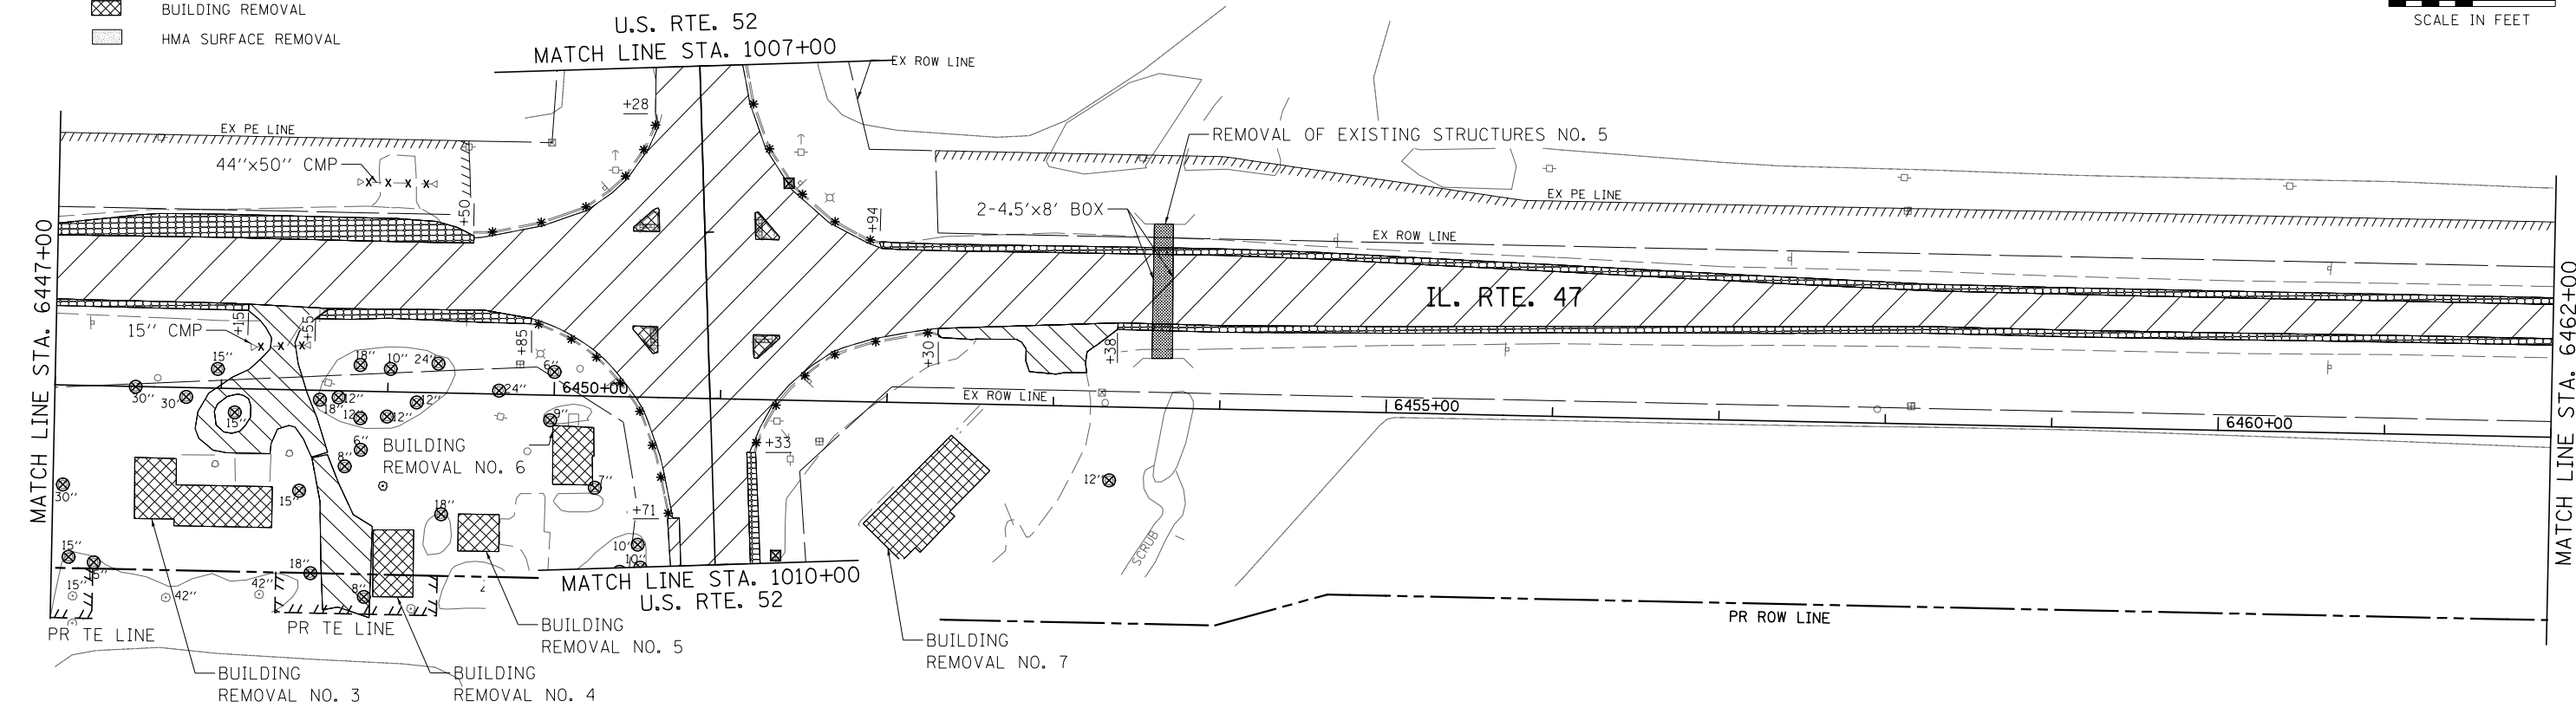 BUILDING REMOVAL
HMA SURFACE REMOVAL
SCALE IN FEET
U.S. RTE. 52
MATCH LINE STA. 1007+00
EX ROW LINE
+28
EX PE LINE
44''x50'' CMP
+50
REMOVAL OF EXISTING STRUCTURES NO. 5
2-4.5'x8' BOX
+94
EX PE LINE
EX ROW LINE
MATCH LINE STA. 6447+00
IL. RTE. 47
MATCH LINE STA. 6462+00
15'' CMP
+15
+55
+85
+30
+38
15''
18''
10''
24''
6''
30''
30''
18''
12''
12''
12''
12''
24''
6450+00
EX ROW LINE
6455+00
6460+00
15''
9''
+33
6''
8''
BUILDING
REMOVAL NO. 6
7''
12''
30''
15''
18''
+71
SCRUB
15''
6''
18''
10''
10''
15''
42''
42''
8''
MATCH LINE STA. 1010+00
U.S. RTE. 52
PR TE LINE
PR TE LINE
PR ROW LINE
BUILDING
REMOVAL NO. 5
BUILDING
REMOVAL NO. 7
BUILDING
REMOVAL NO. 3
BUILDING
REMOVAL NO. 4